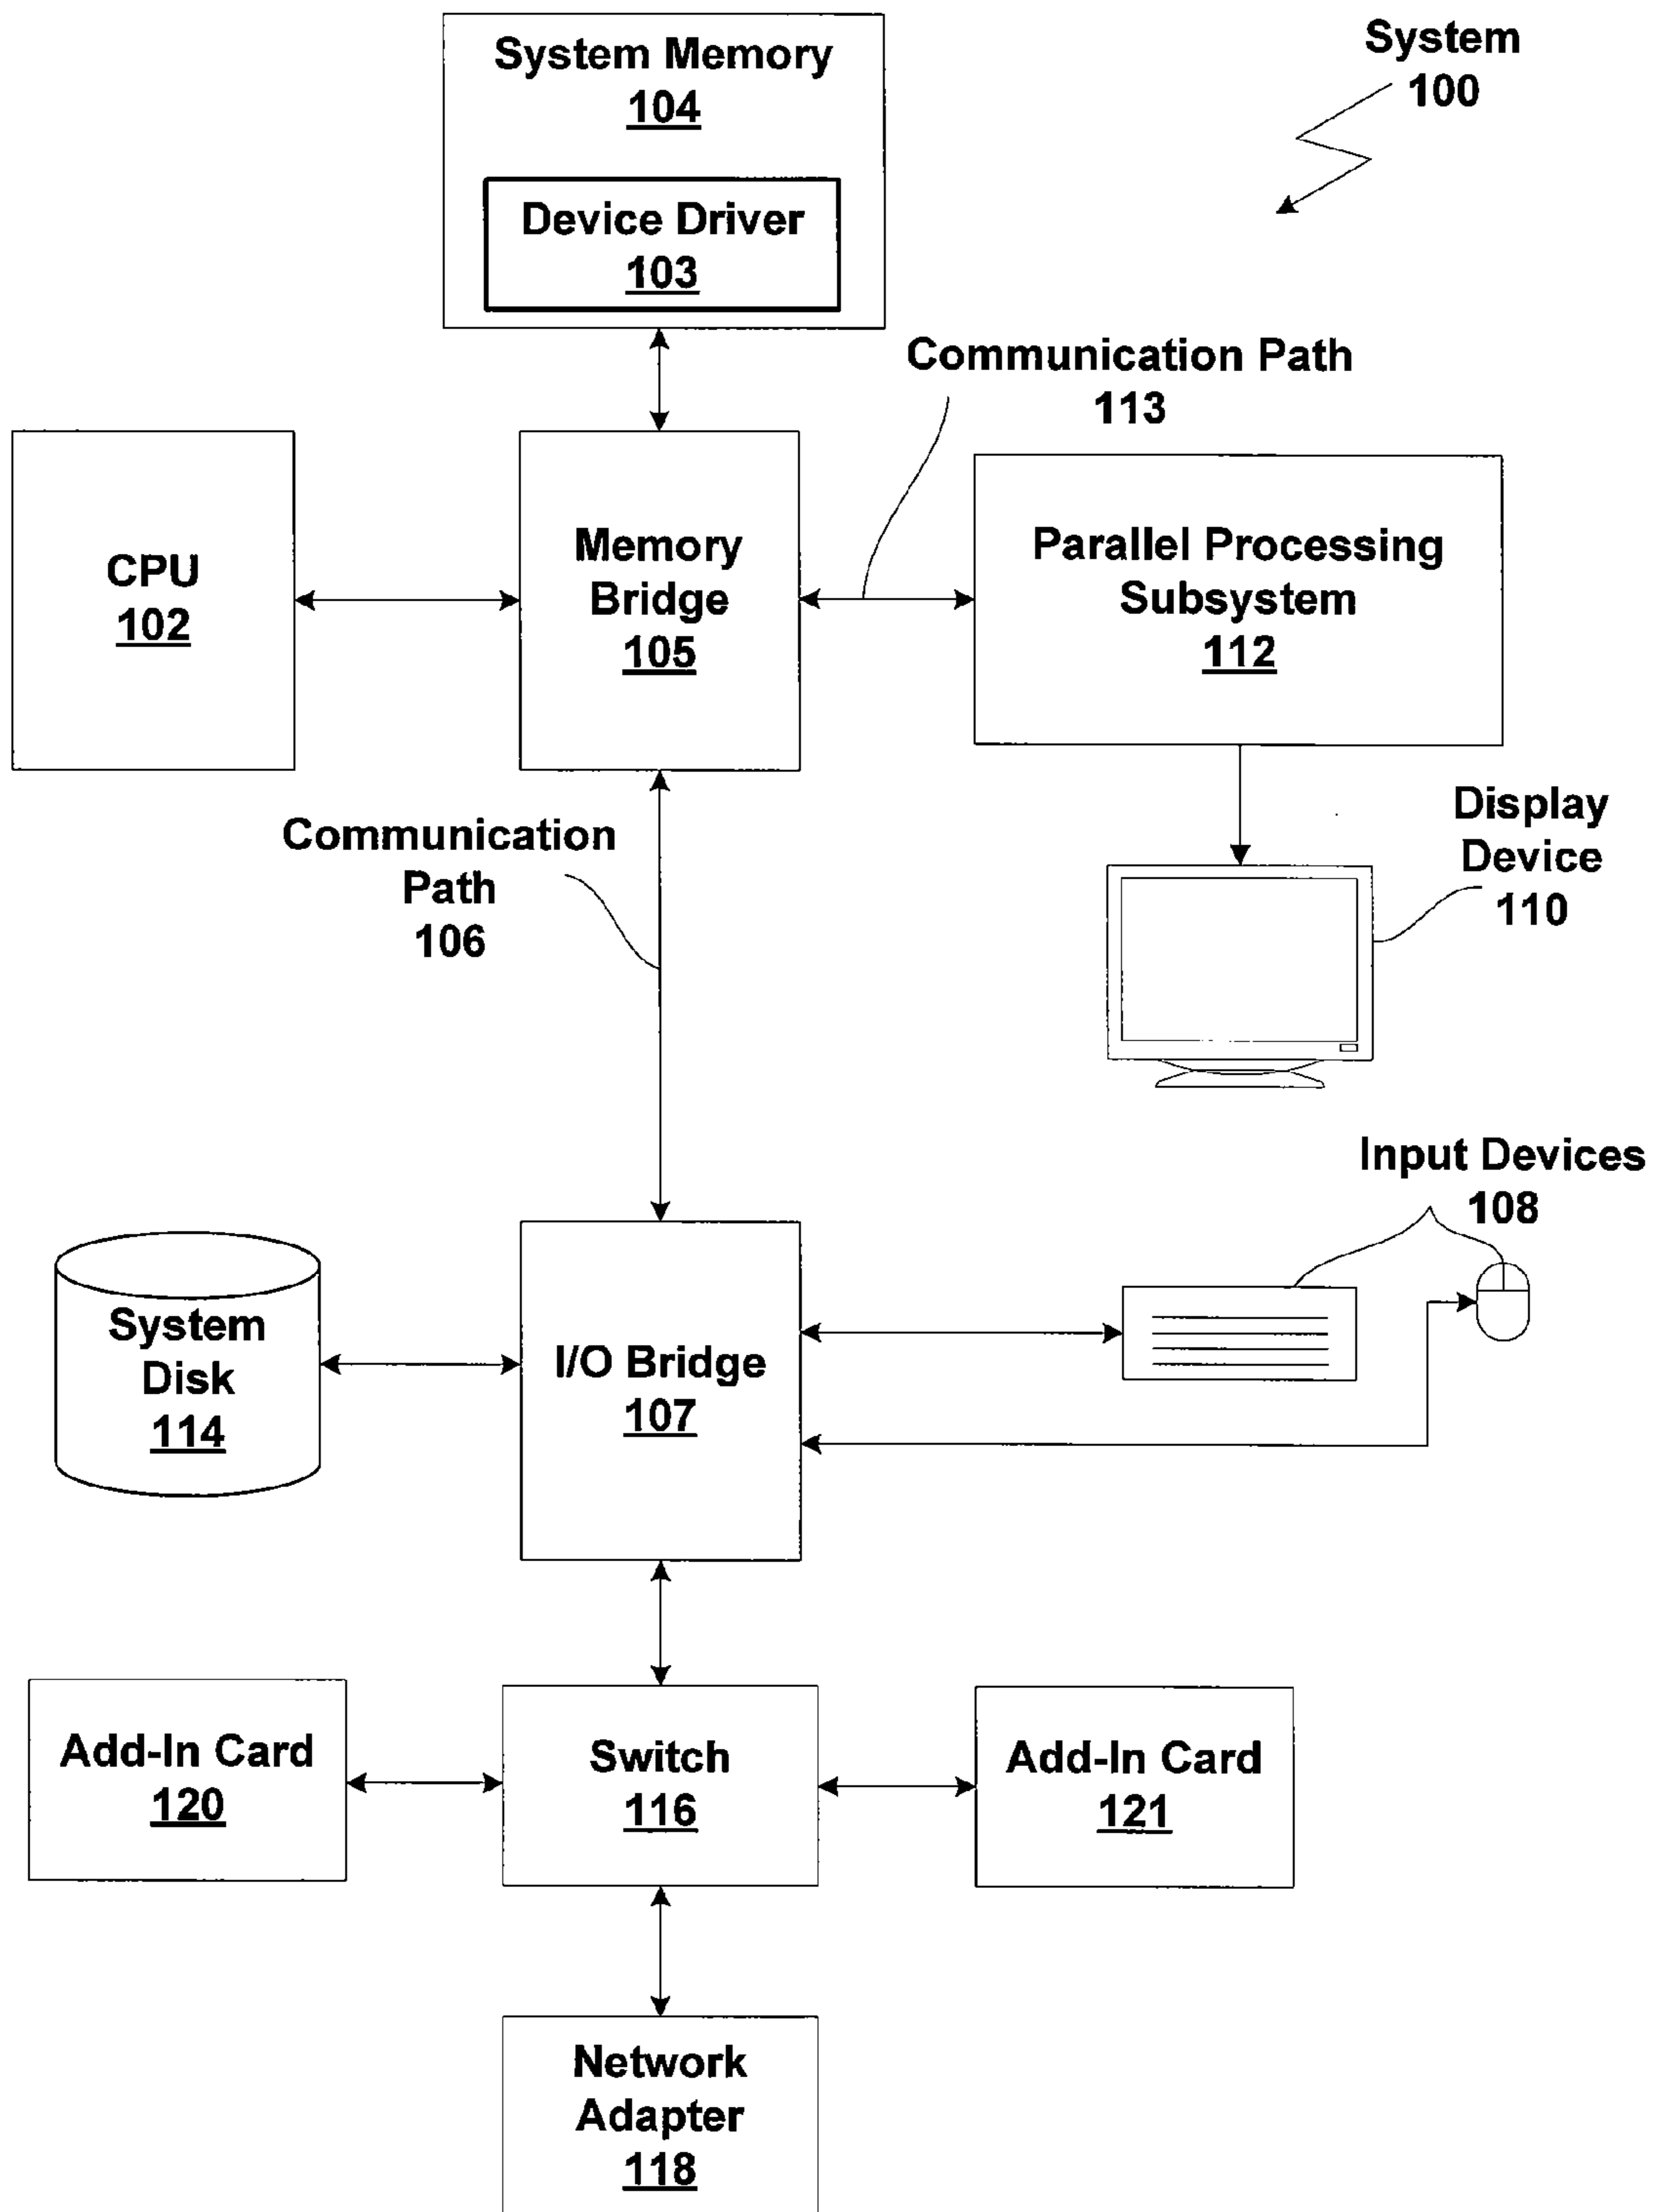 System Memory
104
System
100
Device Driver
103
Communication Path
113
CPU
102
Memory
Bridge
105
Parallel Processing
Subsystem
112
Communication
Path
106
Display
Device
110
Input Devices
108
System
Disk
114
I/O Bridge
107
Add-In Card
120
Switch
116
Add-In Card
121
Network
Adapter
118